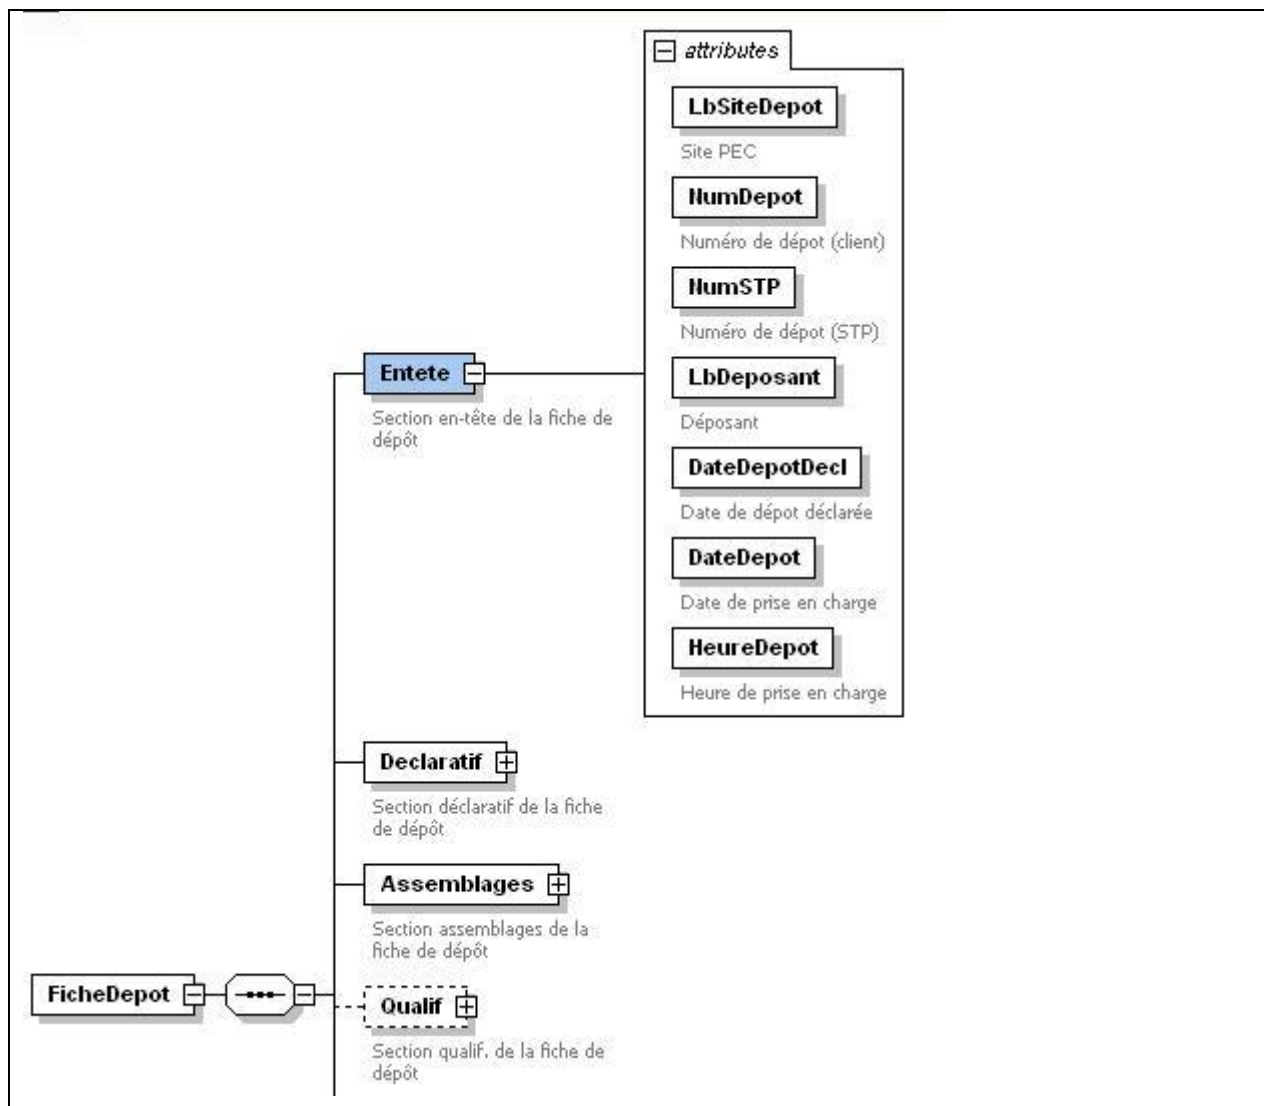 attributes
LbSiteDepot
Site PEC
NumDepot
Numéro de dépot (client)
NumSTP
Numéro de dépot (STP)
LbDeposant
Déposant
DateDepotDecl
Date de dépot déclarée
DateDepot
Date de prise en charge
HeureDepot
Heure de prise en charge
Entete
Section en-tête de la fiche de
dépôt
Declaratif
Section déclaratif de la fiche
de dépôt
Assemblages
Section assemblages de la
fiche de dépôt
FicheDepot
Qualif
Section qualif. de la fiche de
dépôt